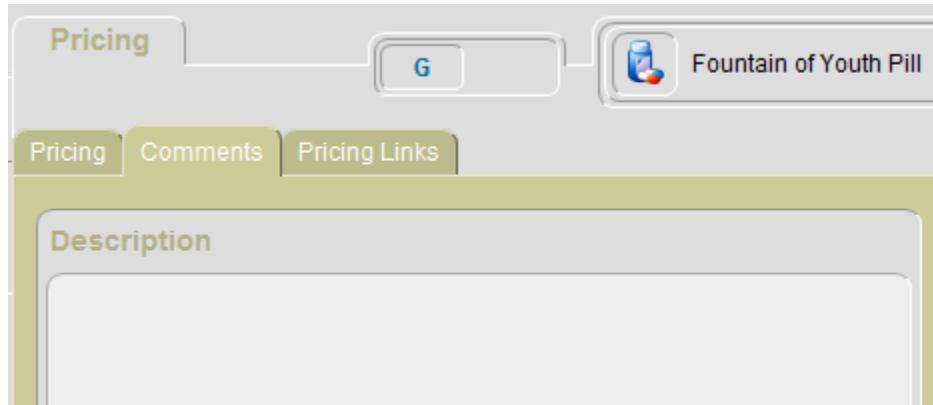 Pricing
G
Fountain of Youth Pill
Pricing Comments Pricing Links
Description